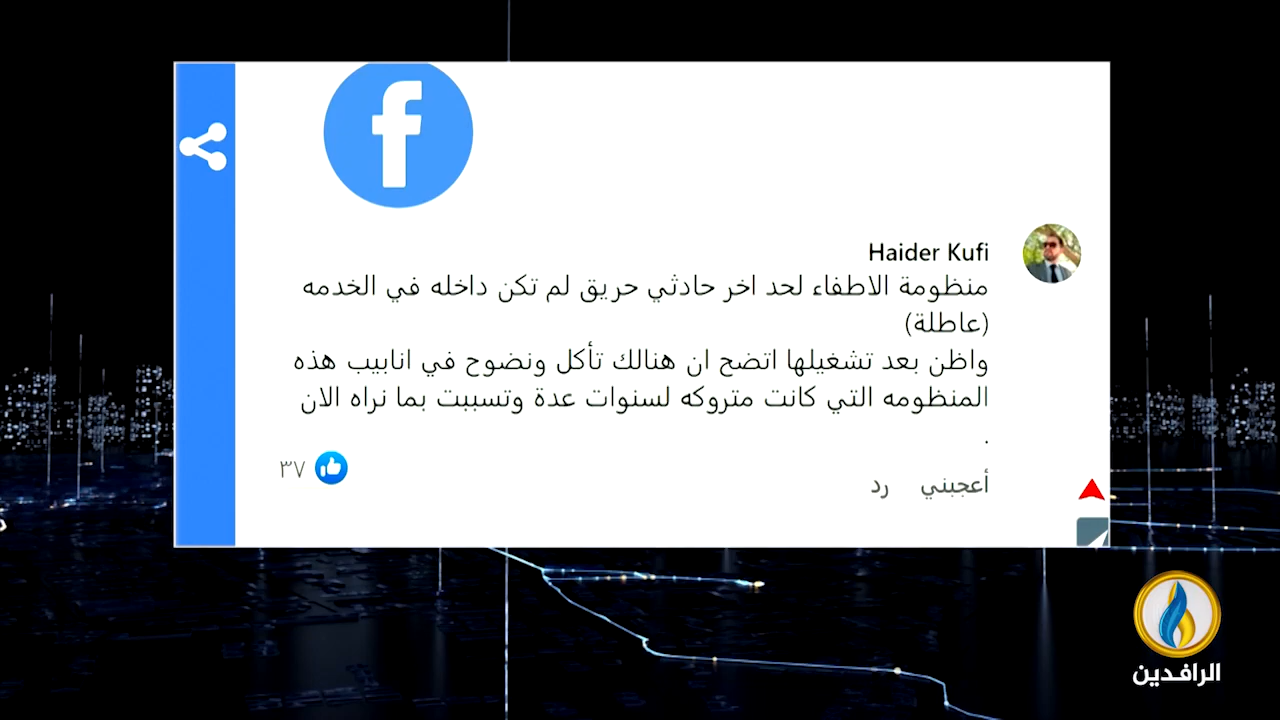 Haider Kufi
منظومة الاطفاء لحد اخر حادثي حريق لم تكن داخله في الخدمه
(عاطلة)
واظن بعد تشغيلها اتضح ان هنالك تأكل ونضوح في انابيب هذه
المنظومه التي كانت متروكه لسنوات عدة وتسببت بما نراه الان
.
٣٧
أعجبني رد
الرافدين